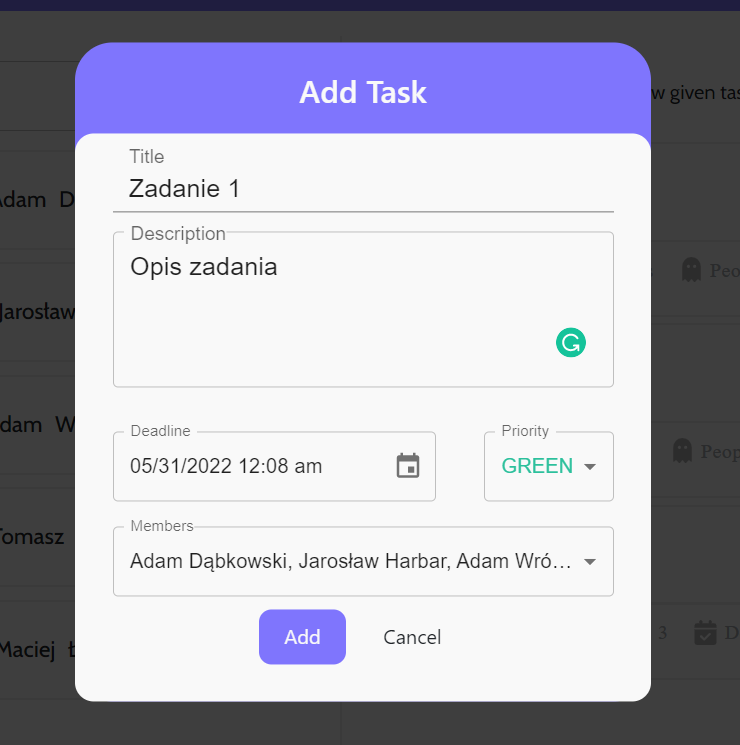 Add Task
w given tas
Title
Zadanie 1
Adam D
Description
Opis zadania
Peo
Jarosław
dam W
Deadline
05/31/2022 12:08 am
Priority
GREEN
Peop
Members
Adam Dąbkowski, Jarosław Harbar, Adam Wró...
Tomasz
Add
Cancel
3
D
Maciej t